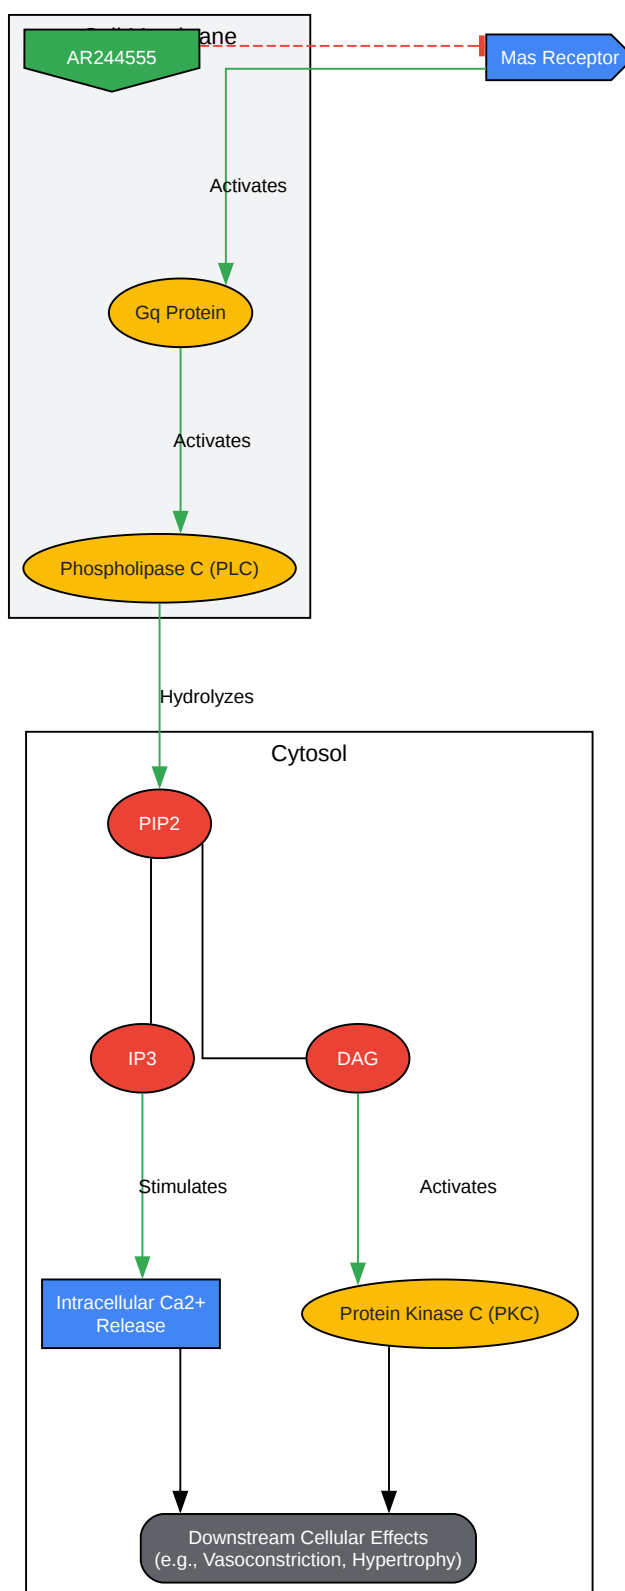 AR244555
Mas Receptor
Activates
Gq Protein
Activates
Phospholipase C (PLC)
Hydrolyzes
Cytosol
PIP2
IP3
DAG
Stimulates
Activates
Intracellular Ca2+
Release
Protein Kinase C (PKC)
Downstream Cellular Effects
(e.g., Vasoconstriction, Hypertrophy)